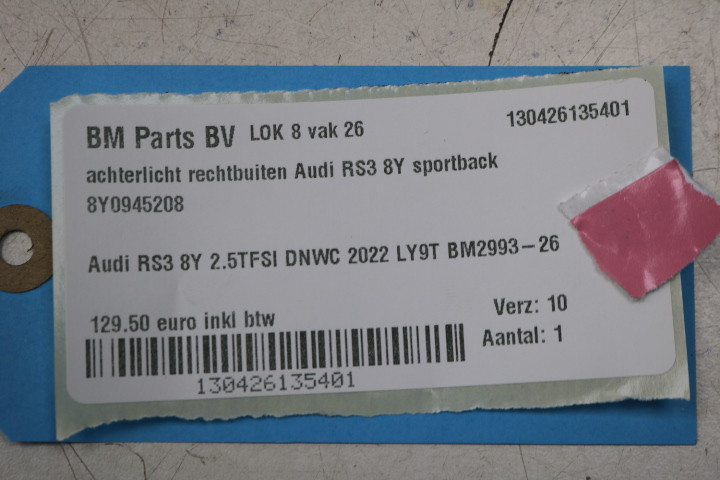 BM Parts BV LOK 8 vak 26 130426135401
achterlicht rechtbuiten Audi RS3 8Y sportback
8Y0945208
Audi RS3 8Y 2.5TFSI DNWC 2022 LY9T BM2993-26
129.50 euro inkl btw Verz: 10
Aantal: 1
130426135401